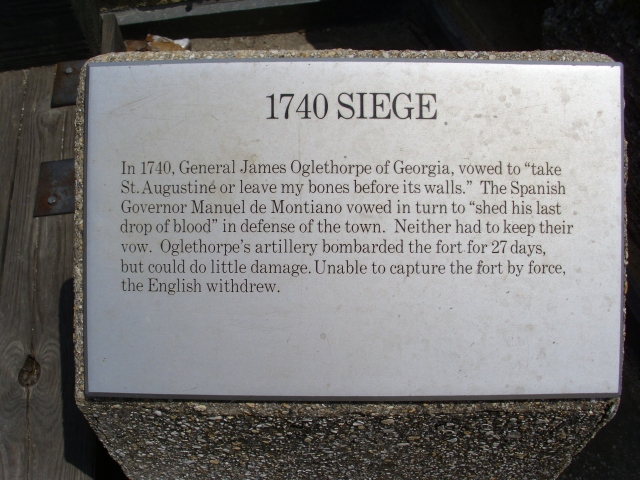 1740 SIEGE
In 1740, General James Oglethorpe of Georgia, vowed to “take
St. Augustine or leave my bones before its walls.” The Spanish
Governor Manuel de Montiano vowed in turn to “shed his last
drop of blood” in defense of the town. Neither had to keep their
vow. Oglethorpe's artillery bombarded the fort for 27 days,
but could do little damage. Unable to capture the fort by force,
the English withdrew.